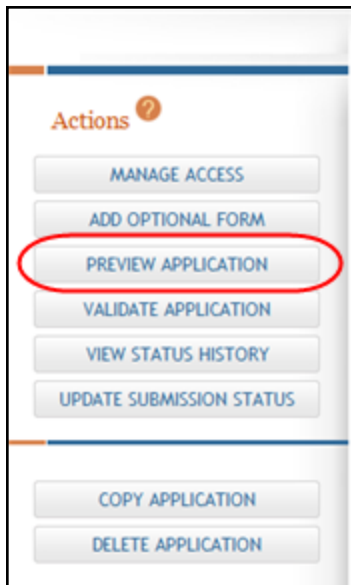 Actions ?
MANAGE ACCESS
ADD OPTIONAL FORM
PREVIEW APPLICATION
VALIDATE APPLICATION
VIEW STATUS HISTORY
UPDATE SUBMISSION STATUS
COPY APPLICATION
DELETE APPLICATION